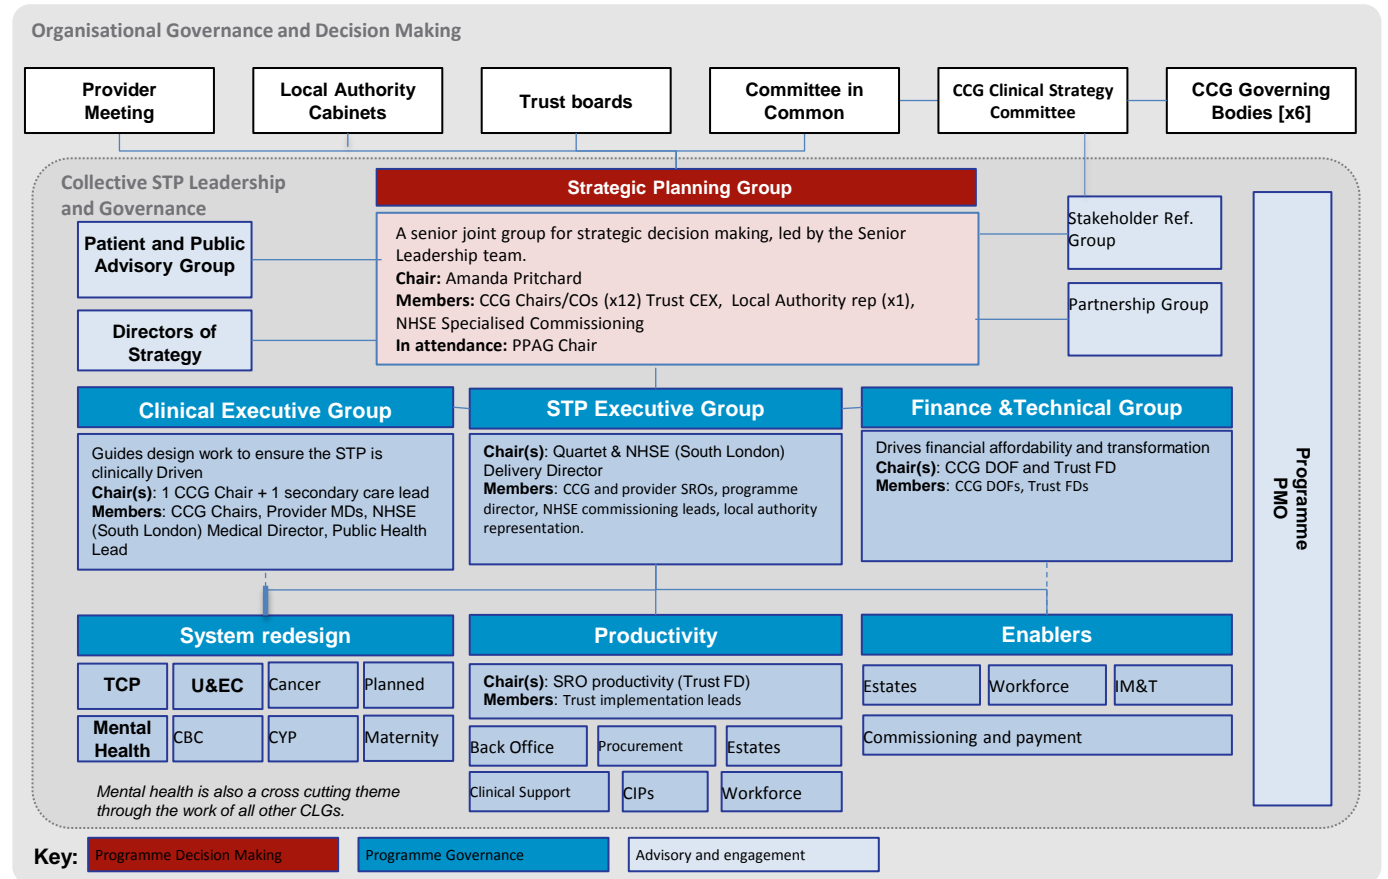 Organisational Governance and Decision Making
Provider
Meeting
Local Authority
Cabinets
Trust boards
Committee in
Common
CCG Clinical Strategy
Committee
CCG Governing
Bodies [x6]
Collective STP Leadership
and Governance
Strategic Planning Group
A senior joint group for strategic decision making, led by the Senior
Leadership team.
Chair: Amanda Pritchard
Members: CCG Chairs/COs (x12) Trust CEX, Local Authority rep (x1),
NHSE Specialised Commissioning
In attendance: PPAG Chair
Patient and Public
Advisory Group
Directors of
Strategy
Stakeholder Ref.
Group
Partnership Group
Programme
PMO
Clinical Executive Group
Guides design work to ensure the STP is
clinically Driven
Chair(s): 1 CCG Chair + 1 secondary care lead
Members: CCG Chairs, Provider MDs, NHSE
(South London) Medical Director, Public Health
Lead
STP Executive Group
Chair(s): Quartet & NHSE (South London)
Delivery Director
Members: CCG and provider SROs, programme
director, NHSE commissioning leads, local authority
representation.
Finance &Technical Group
Drives financial affordability and transformation
Chair(s): CCG DOF and Trust FD
Members: CCG DOFs, Trust FDs
System redesign
TCP
U&EC
Cancer
Planned
Mental
Health
CBC
CYP
Maternity
Mental health is also a cross cutting theme
through the work of all other CLGs.
Productivity
Chair(s): SRO productivity (Trust FD)
Members: Trust implementation leads
Back Office
Procurement
Estates
Clinical Support
CIPs
Workforce
Enablers
Estates
Workforce
IM&T
Commissioning and payment
Key:
Programme Decision Making
Programme Governance
Advisory and engagement